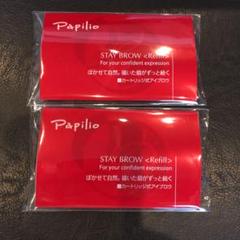 Papilio
STAY BROW <Refill>
For your confident expression
ぼかせて自然。描いた眉がずっと続く
■カートリッジ式アイブロウ
Papilio
STAY BROW <Refill>
For your confident expression
ぼかせて自然。描いた眉がずっと続く
■カートリッジ式アイブロウ